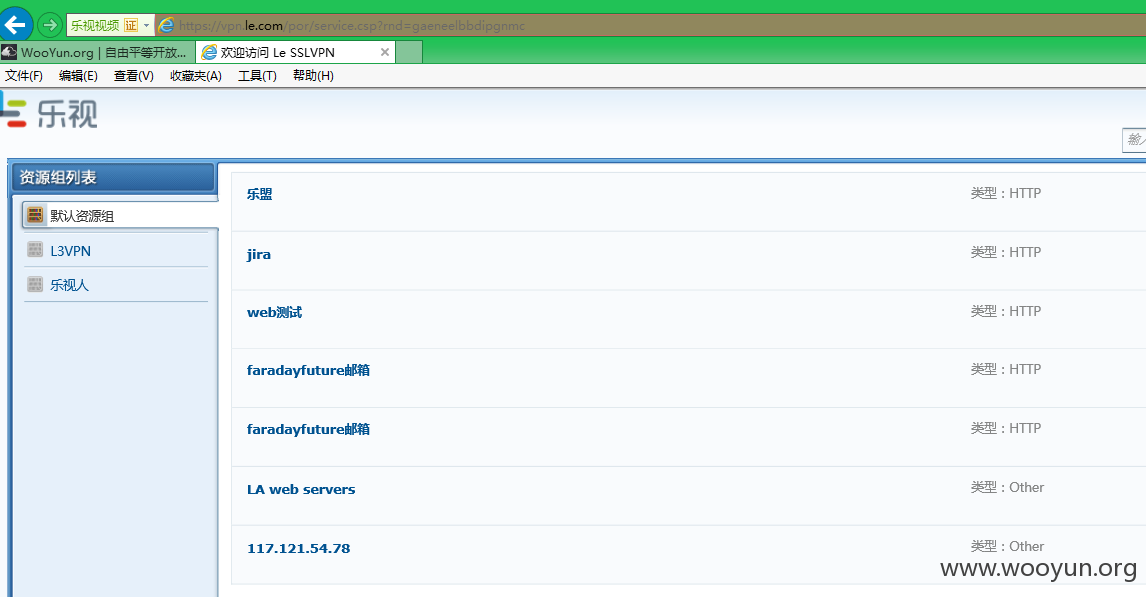 乐视视频 证 https://vpn.le.com/por/service.csp?rnd=gaeneelbbdipgnmc
WooYun.org | 自由平等开放... 欢迎访问 Le SSLVPN
文件(F) 编辑(E) 查看(V) 收藏夹(A) 工具(T) 帮助(H)
乐视
输入
资源组列表
默认资源组
L3VPN
乐视人
乐盟 类型：HTTP
jira 类型：HTTP
web测试 类型：HTTP
faradayfuture邮箱 类型：HTTP
faradayfuture邮箱 类型：HTTP
LA web servers 类型：Other
117.121.54.78 类型：Other
www.wooyun.org